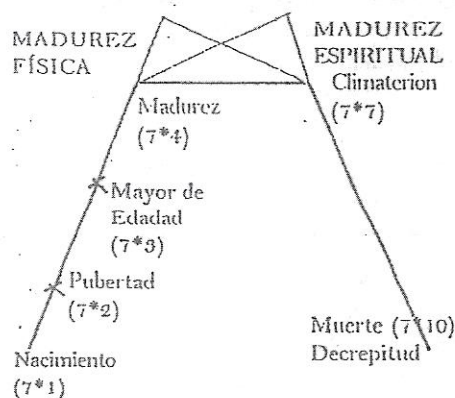 MADUREZ
FÍSICA
MADUREZ
ESPIRITUAL
Climaterion
(7*7)
Madurez
(7*4)
Mayor de
Edadad
(7*3)
Pubertad
(7*2)
Nacimiento
(7*1)
Muerte (7*10)
Decrepitud